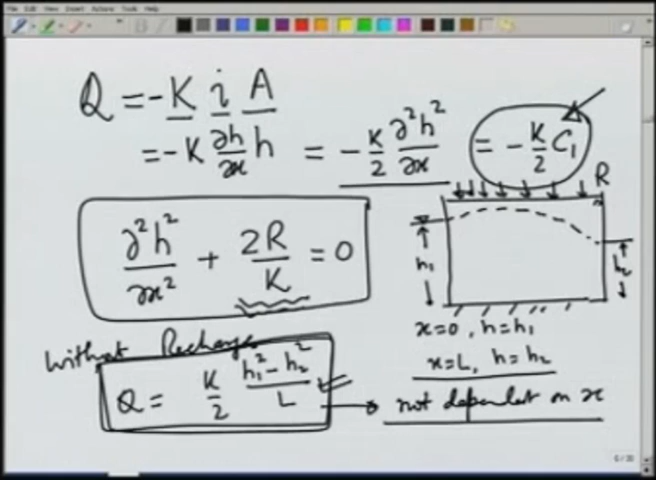 Q = -K i A
= -K ∂h/∂x h = -K/2 ∂²h²/∂x = -K/2 C₁
R
∂²h²/∂x² + 2R/K = 0
h₁
h₂
x=0, h=h₁
x=L, h=h₂
Without Recharge
Q = K/2 h₁²-h₂²/L
not dependent on x